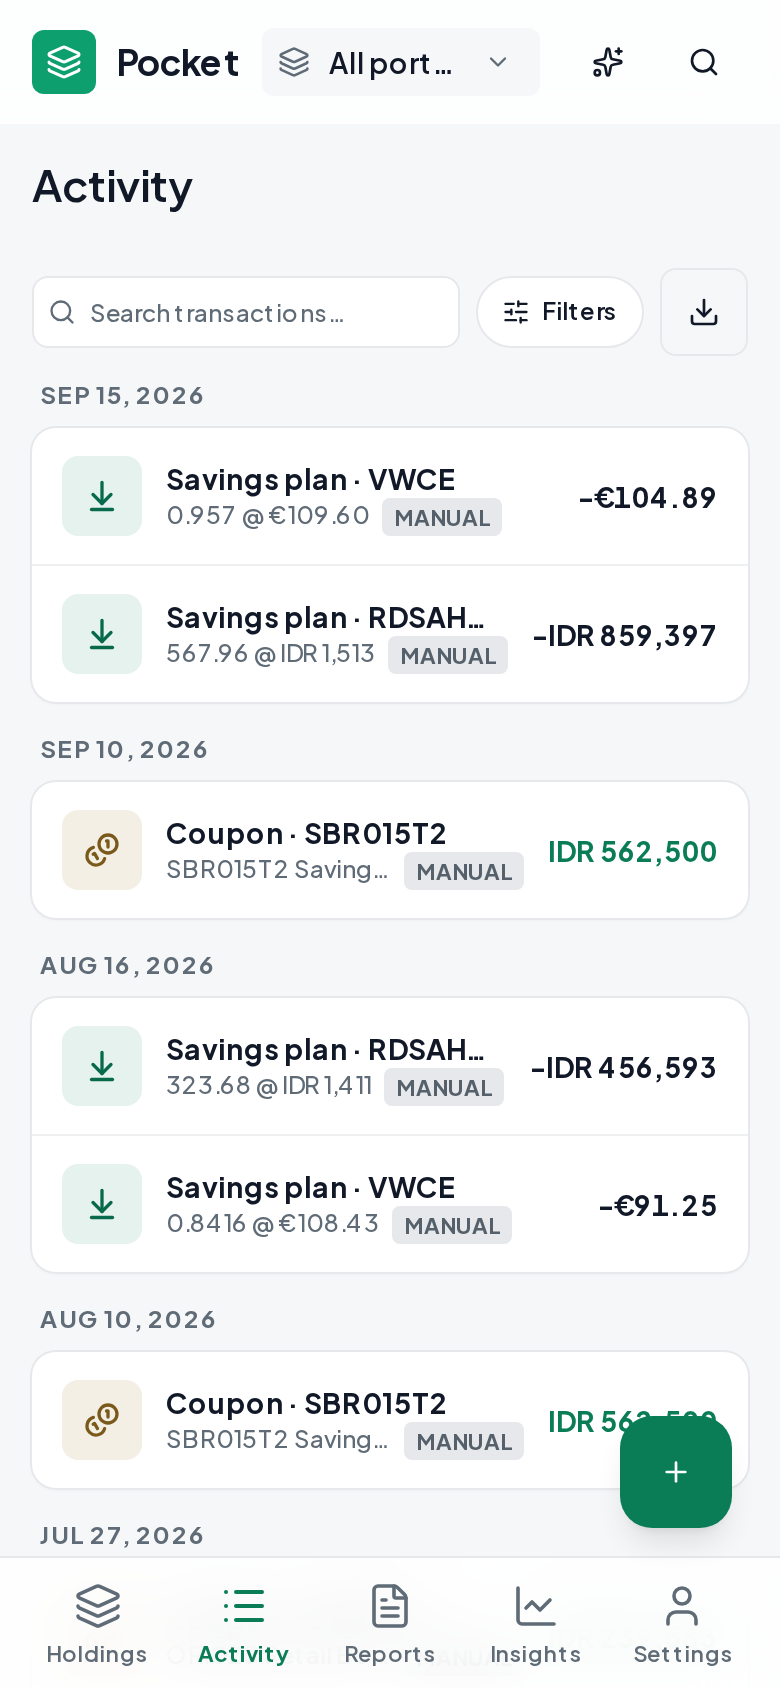 Pocket
All port…
Activity
Search transactions…
Filters
SEP 15, 2026
Savings plan · VWCE
0.957 @ €109.60 MANUAL
-€104.89
Savings plan · RDSAH…
567.96 @ IDR 1,513 MANUAL
-IDR 859,397
SEP 10, 2026
Coupon · SBR015T2
SBR015T2 Saving… MANUAL
IDR 562,500
AUG 16, 2026
Savings plan · RDSAH…
323.68 @ IDR 1,411 MANUAL
-IDR 456,593
Savings plan · VWCE
0.8416 @ €108.43 MANUAL
-€91.25
AUG 10, 2026
Coupon · SBR015T2
SBR015T2 Saving… MANUAL
IDR 562,500
JUL 27, 2026
Holdings
Activity
Reports
Insights
Settings